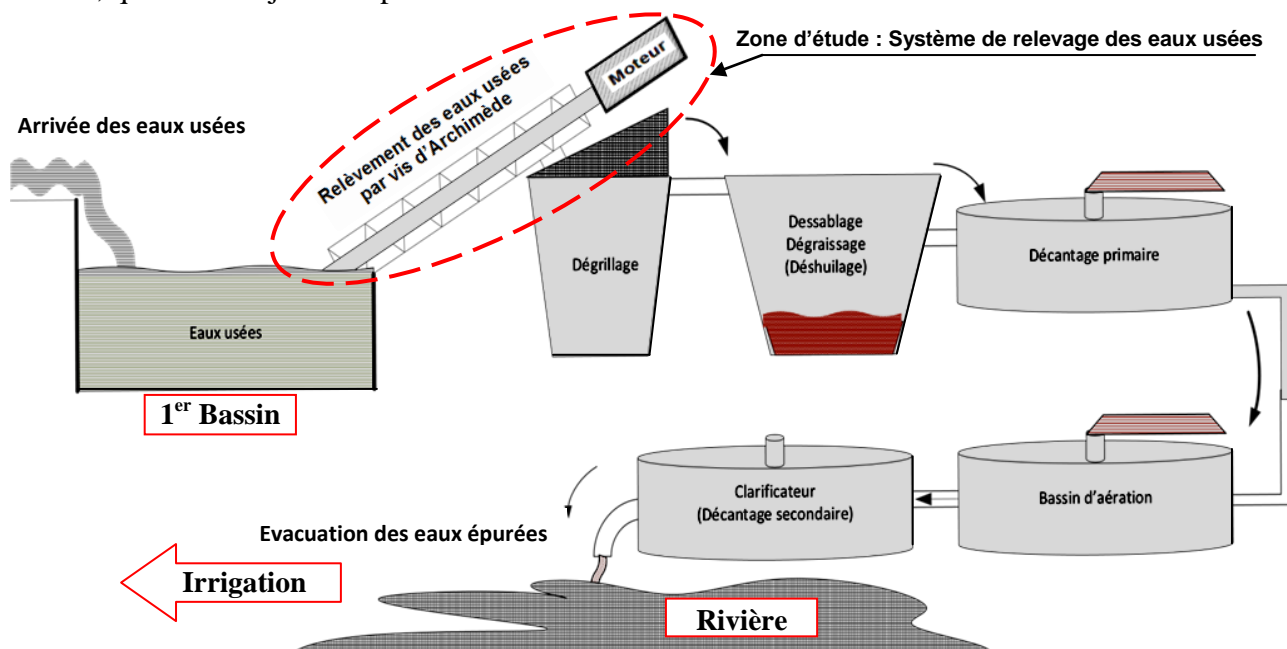 Zone d'étude : Système de relevage des eaux usées
Moteur
Relèvement des eaux usées
par vis d'Archimède
Arrivée des eaux usées
Dégrillage
Dessablage
Dégraissage
(Déshuilage)
Décantage primaire
Eaux usées
1er Bassin
Clarificateur
(Décantage secondaire)
Bassin d'aération
Evacuation des eaux épurées
Irrigation
Rivière